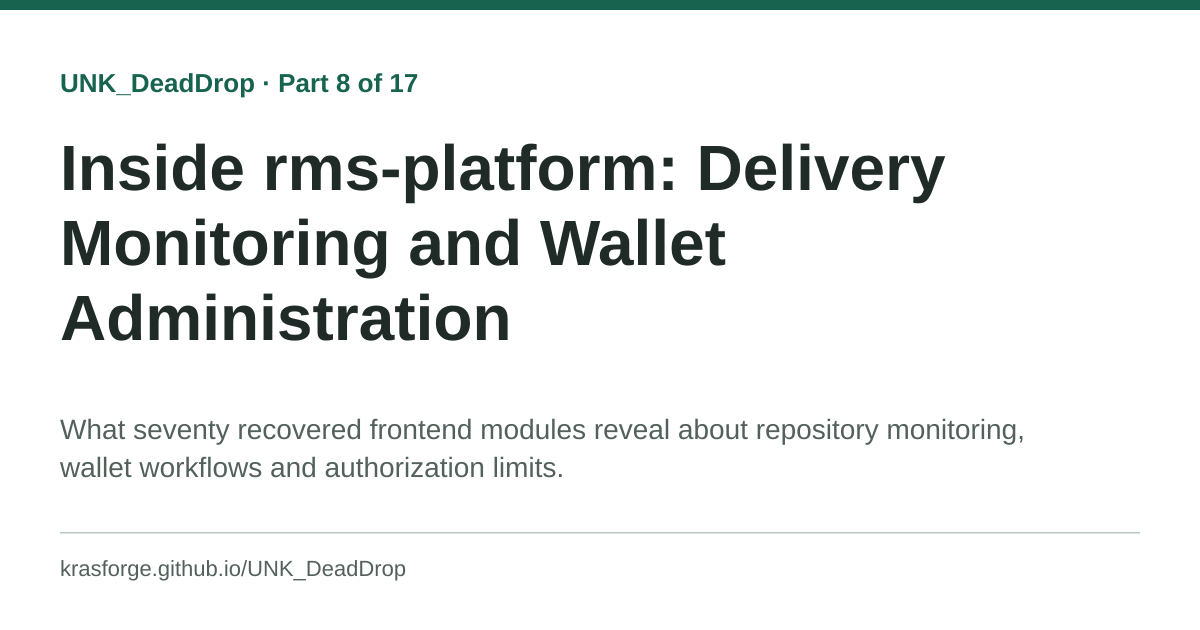 UNK_DeadDrop · Part 8 of 17
Inside rms-platform: Delivery
Monitoring and Wallet
Administration
What seventy recovered frontend modules reveal about repository monitoring,
wallet workflows and authorization limits.
krasforge.github.io/UNK_DeadDrop